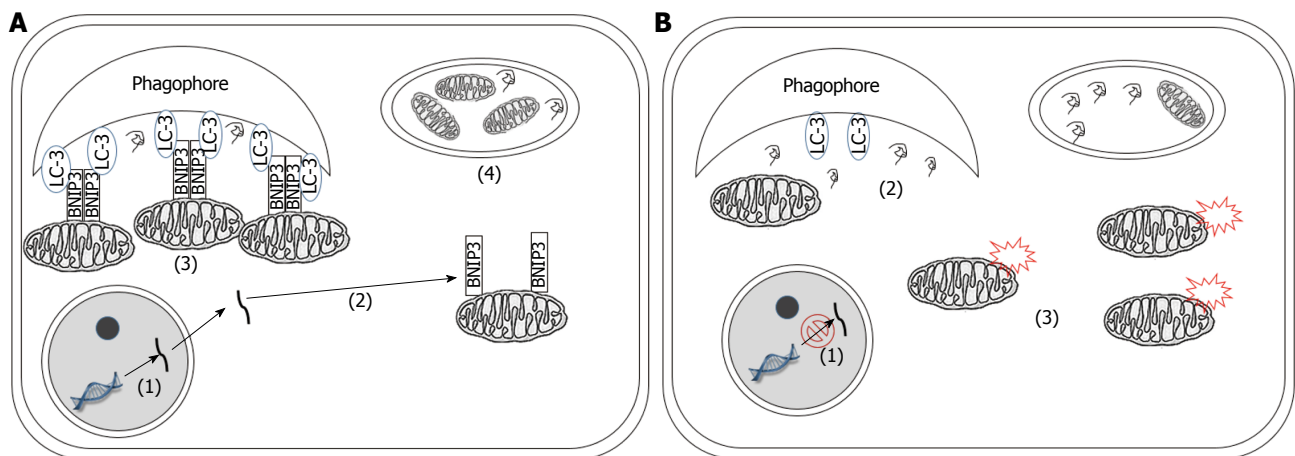 A
Phagophore
LC-3
LC-3
LC-3
LC-3
LC-3
LC-3
BNIP3
BNIP3
BNIP3
BNIP3
BNIP3
BNIP3
(3)
(4)
BNIP3
BNIP3
(2)
(1)
B
Phagophore
LC-3
LC-3
(2)
(3)
(1)